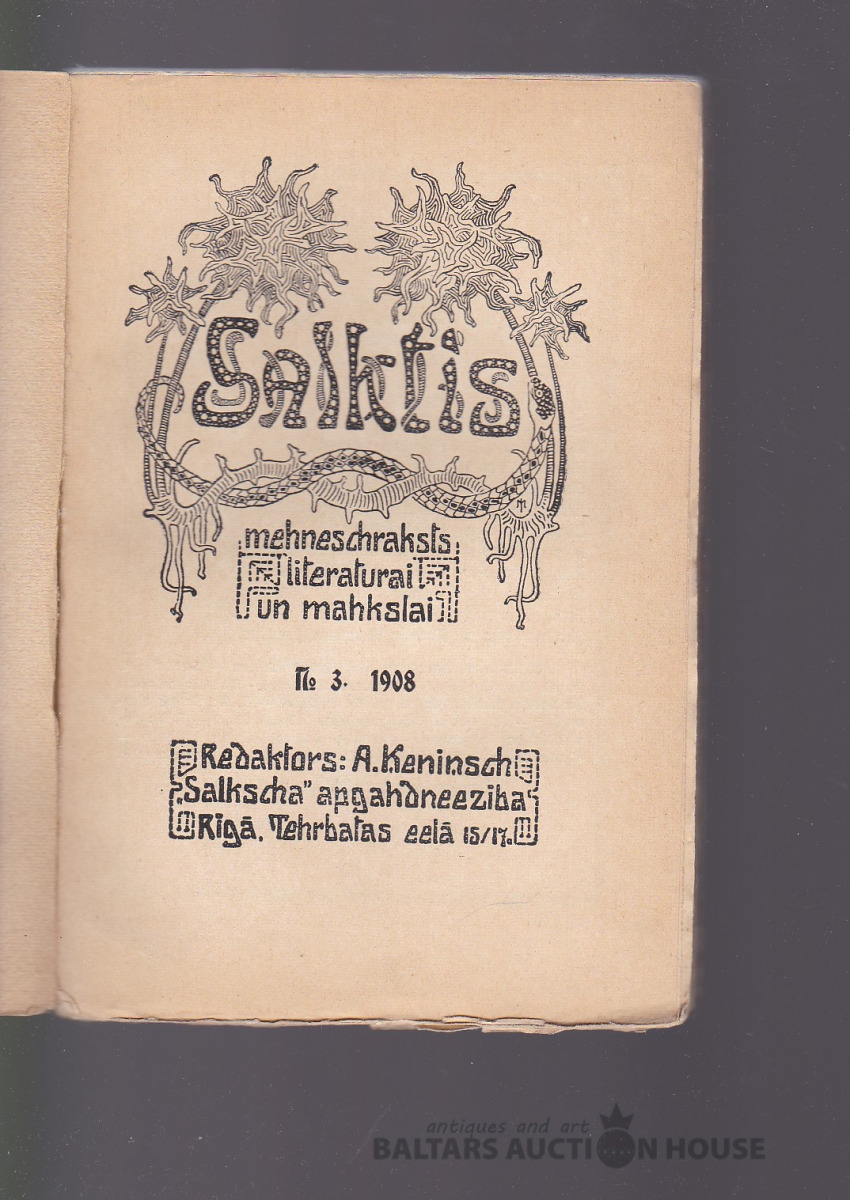 Salktis
mehneschraksts
literaturai
un mahkslai
№ 3. 1908
Redaktors: A. Keninsch
„Salkscha” apgahdneeziba
Rīgā, Tehrbatas eelā 15/17.
antiques and art
BALTARS AUCTION HOUSE